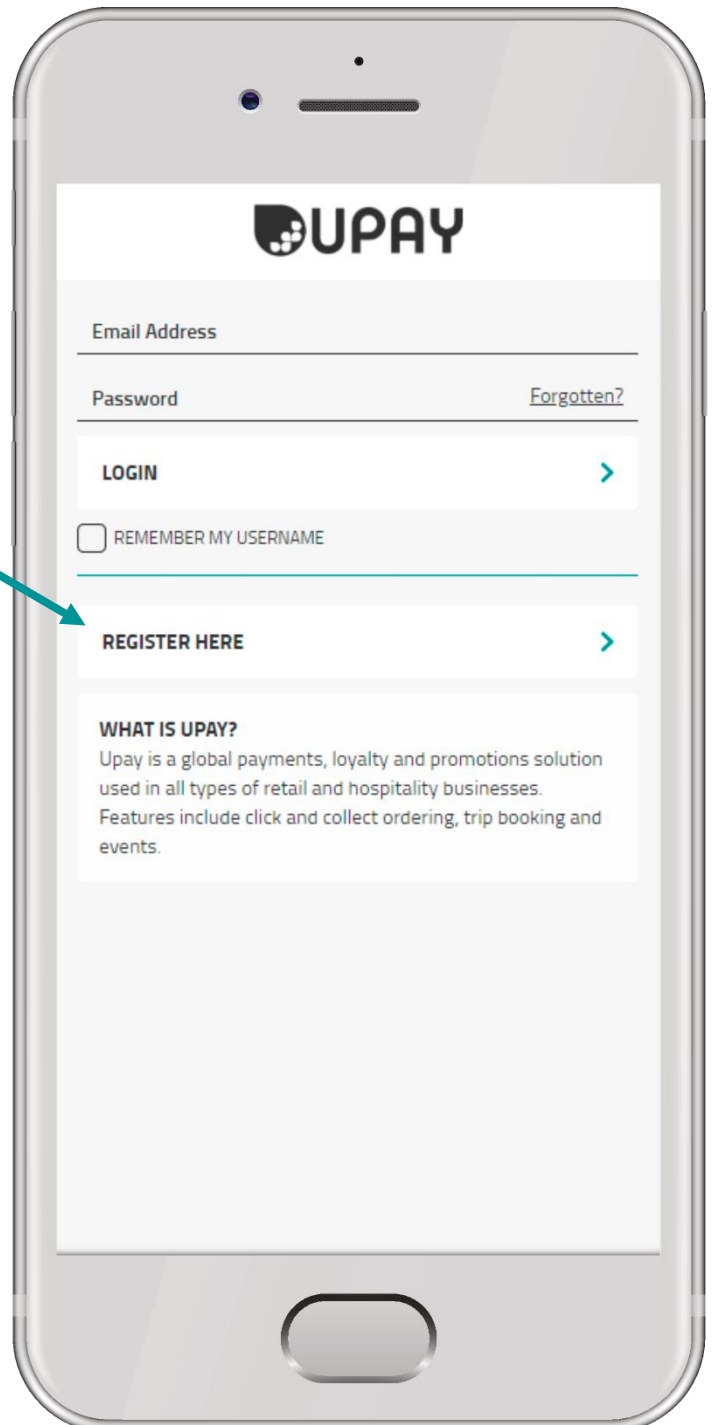 UPAY
Email Address
Password Forgotten?
LOGIN
REMEMBER MY USERNAME
REGISTER HERE
WHAT IS UPAY?
Upay is a global payments, loyalty and promotions solution
used in all types of retail and hospitality businesses.
Features include click and collect ordering, trip booking and
events.